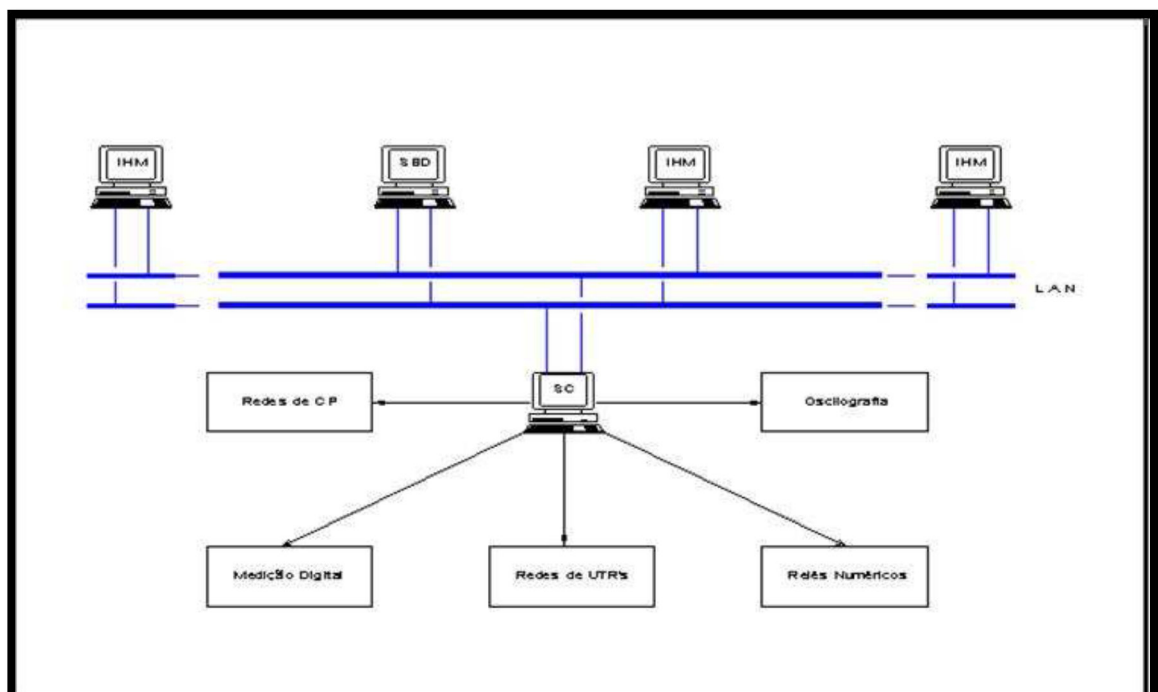 IHM
SBD
IHM
IHM
LAN
SC
Redes de CP
Oscilografia
Medição Digital
Redes de UTR's
Relés Numéricos